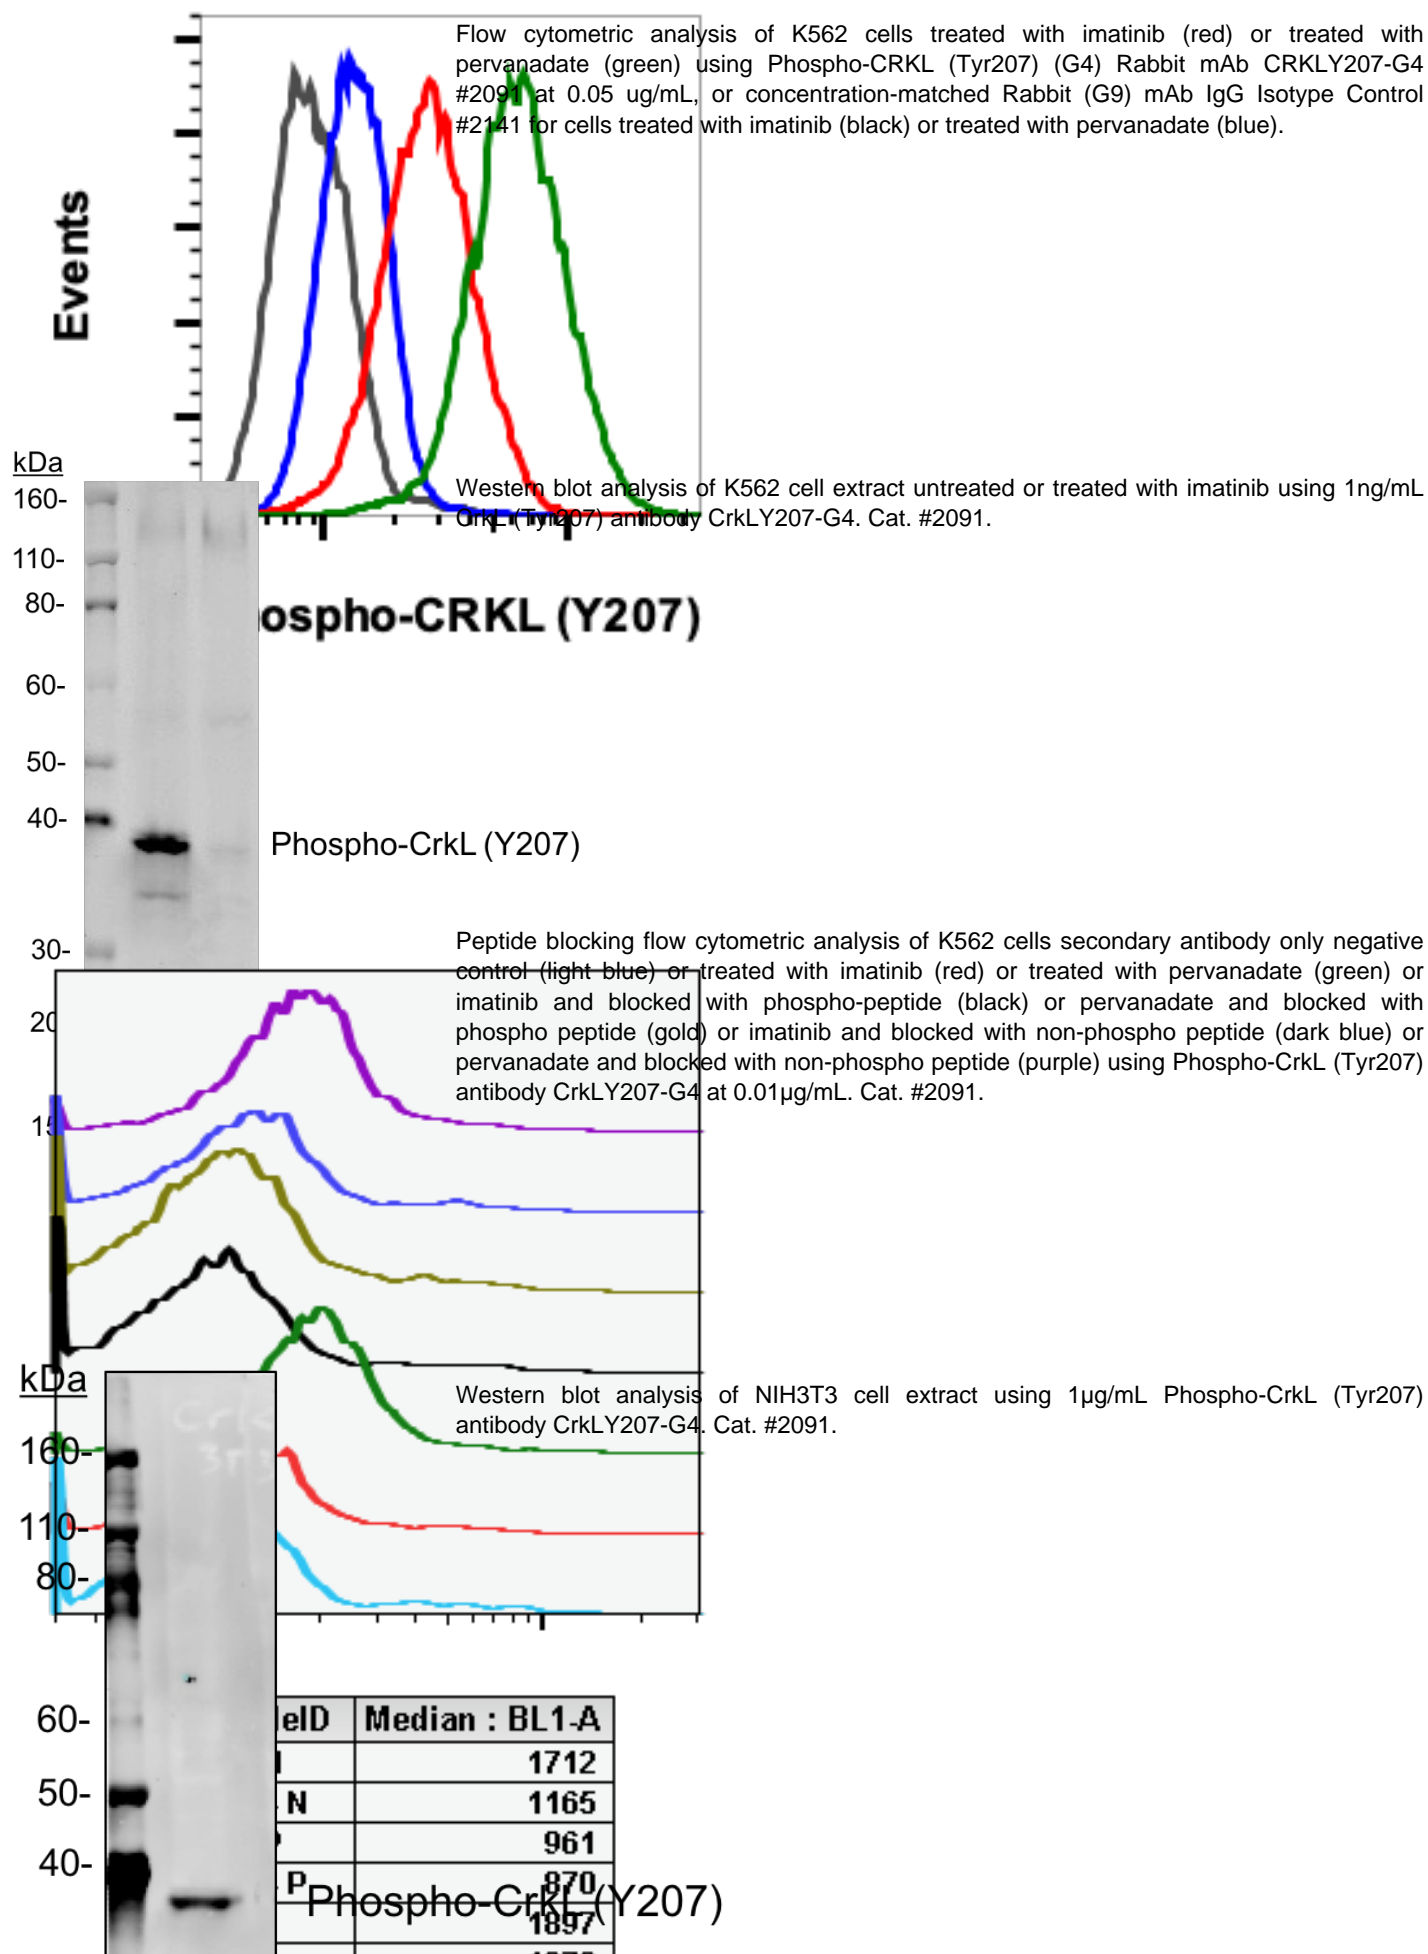 Flow cytometric analysis of K562 cells treated with imatinib (red) or treated with
pervanadate (green) using Phospho-CRKL (Tyr207) (G4) Rabbit mAb CRKLY207-G4
#2091 at 0.05 ug/mL, or concentration-matched Rabbit (G9) mAb IgG Isotype Control
#2141 for cells treated with imatinib (black) or treated with pervanadate (blue).
Events
ospho-CRKL (Y207)
kDa
160-
110-
80-
60-
50-
40-
30-
20
15
Phospho-CrkL (Y207)
Western blot analysis of K562 cell extract untreated or treated with imatinib using 1ng/mL
CrkL (Tyr207) antibody CrkLY207-G4. Cat. #2091.
Peptide blocking flow cytometric analysis of K562 cells secondary antibody only negative
control (light blue) or treated with imatinib (red) or treated with pervanadate (green) or
imatinib and blocked with phospho-peptide (black) or pervanadate and blocked with
phospho peptide (gold) or imatinib and blocked with non-phospho peptide (dark blue) or
pervanadate and blocked with non-phospho peptide (purple) using Phospho-CrkL (Tyr207)
antibody CrkLY207-G4 at 0.01µg/mL. Cat. #2091.
Western blot analysis of NIH3T3 cell extract using 1µg/mL Phospho-CrkL (Tyr207)
antibody CrkLY207-G4. Cat. #2091.
kDa
160-
110-
80-
60-
50-
40-
Phospho-CrkL (Y207)
leID Median : BL1-A
1712
N 1165
961
P 870
1897